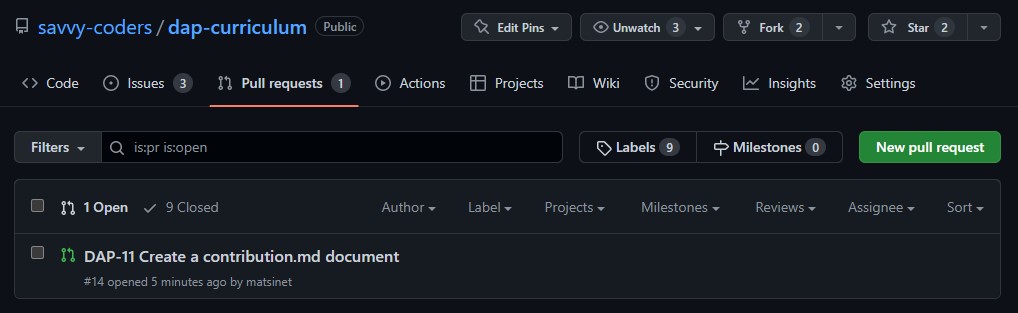 savvy-coders / dap-curriculum Public Edit Pins Unwatch 3 Fork 2 Star 2
Code Issues 3 Pull requests 1 Actions Projects Wiki Security Insights Settings
Filters is:pr is:open Labels 9 Milestones 0 New pull request
1 Open 9 Closed Author Label Projects Milestones Reviews Assignee Sort
DAP-11 Create a contribution.md document
#14 opened 5 minutes ago by matsinet